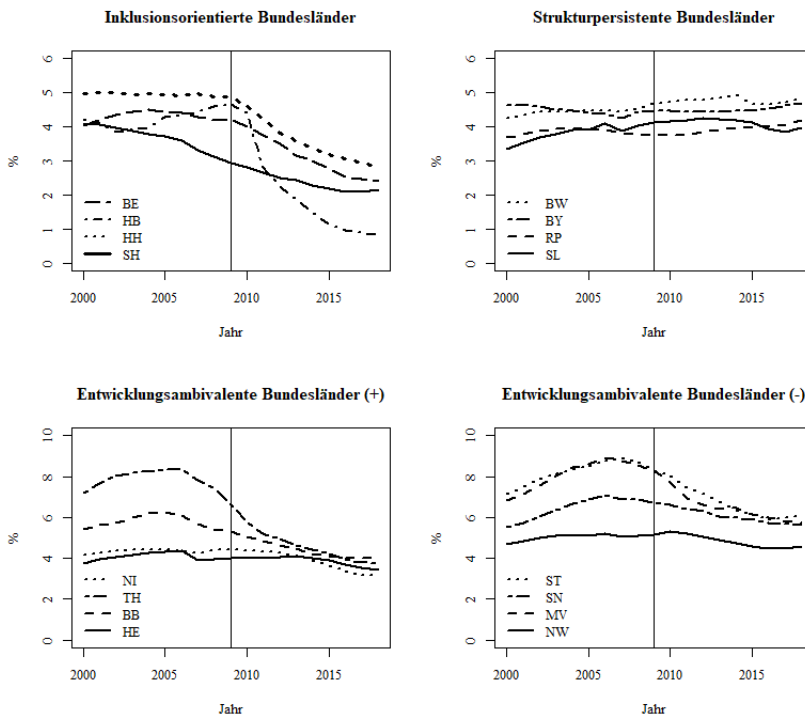 Inklusionsorientierte Bundesländer
6
5
4
3
2
1
0
%
BE
HB
HH
SH
2000 2005 2010 2015
Jahr
Strukturpersistente Bundesländer
6
5
4
3
2
1
0
%
BW
BY
RP
SL
2000 2005 2010 2015
Jahr
Entwicklungsambivalente Bundesländer (+)
10
8
6
4
2
0
%
NI
TH
BB
HE
2000 2005 2010 2015
Jahr
Entwicklungsambivalente Bundesländer (-)
10
8
6
4
2
0
%
ST
SN
MV
NW
2000 2005 2010 2015
Jahr